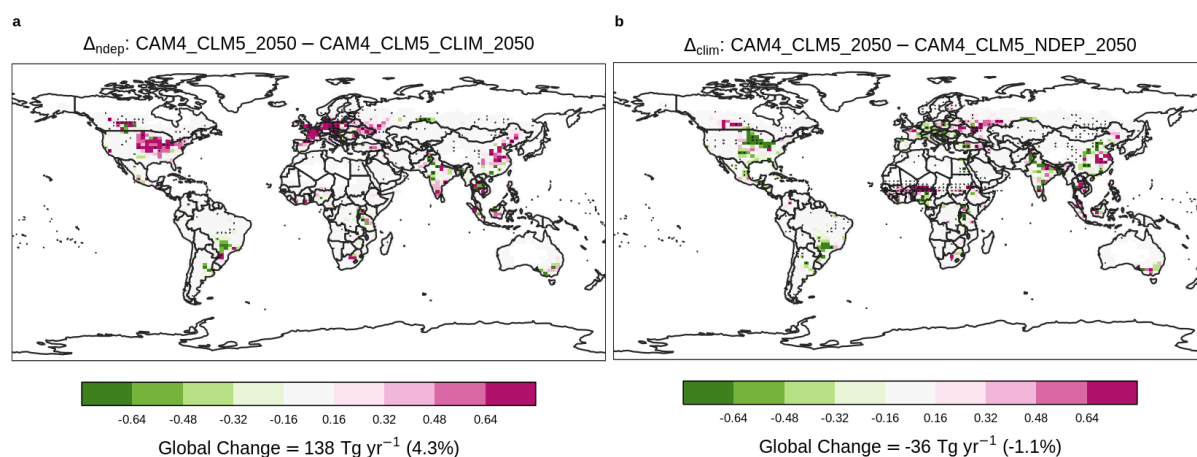 a
Δndep: CAM4_CLM5_2050 − CAM4_CLM5_CLIM_2050
-0.64 -0.48 -0.32 -0.16 0.16 0.32 0.48 0.64
Global Change = 138 Tg yr⁻¹ (4.3%)
b
Δclim: CAM4_CLM5_2050 − CAM4_CLM5_NDEP_2050
-0.64 -0.48 -0.32 -0.16 0.16 0.32 0.48 0.64
Global Change = -36 Tg yr⁻¹ (-1.1%)